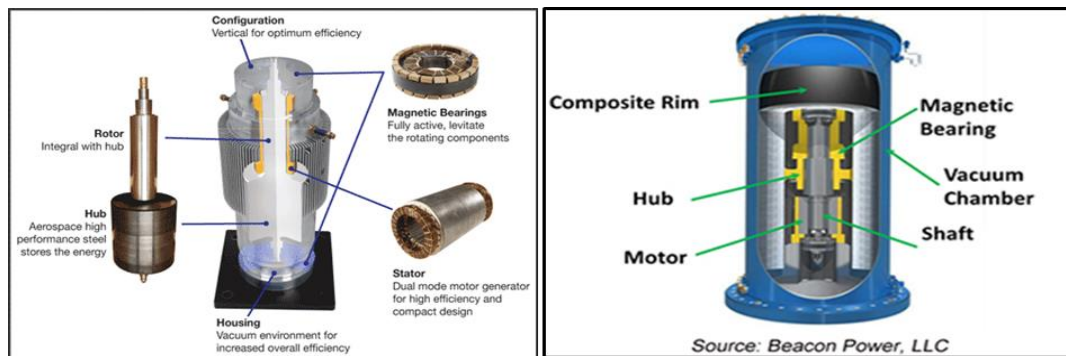 Configuration
Vertical for optimum efficiency
Magnetic Bearings
Fully active, levitate
the rotating components
Rotor
Integral with hub
Hub
Aerospace high
performance steel
stores the energy
Stator
Dual mode motor generator
for high efficiency and
compact design
Housing
Vacuum environment for
increased overall efficiency
Composite Rim
Magnetic
Bearing
Hub
Vacuum
Chamber
Motor
Shaft
Source: Beacon Power, LLC